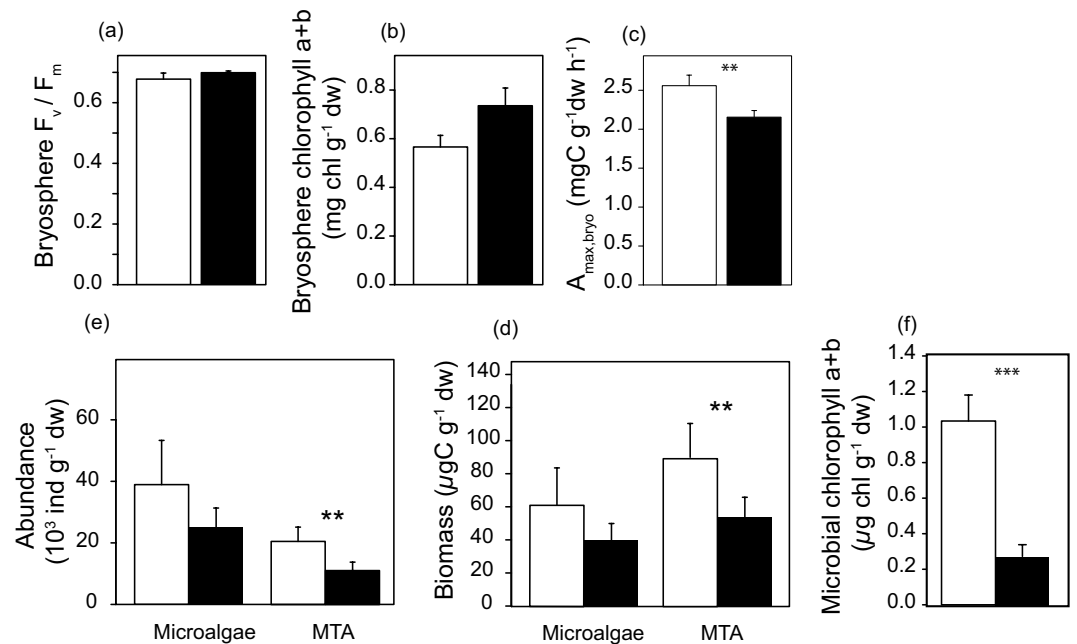 (a)
Bryosphere Fv / Fm
0.6
0.4
0.2
0.0
(b)
Bryosphere chlorophyll a+b
(mg chl g-1 dw)
0.8
0.6
0.4
0.2
0.0
(c)
**
Amax,bryo (mgC g-1dw h-1)
2.5
2.0
1.5
1.0
0.5
0.0
(e)
Abundance
(10³ ind g-1 dw)
60
40
20
0
**
Microalgae
MTA
(d)
Biomass (µgC g-1 dw)
140
120
100
80
60
40
20
0
**
Microalgae
MTA
(f)
Microbial chlorophyll a+b
(µg chl g-1 dw)
1.4
1.2
1.0
0.8
0.6
0.4
0.2
0
***